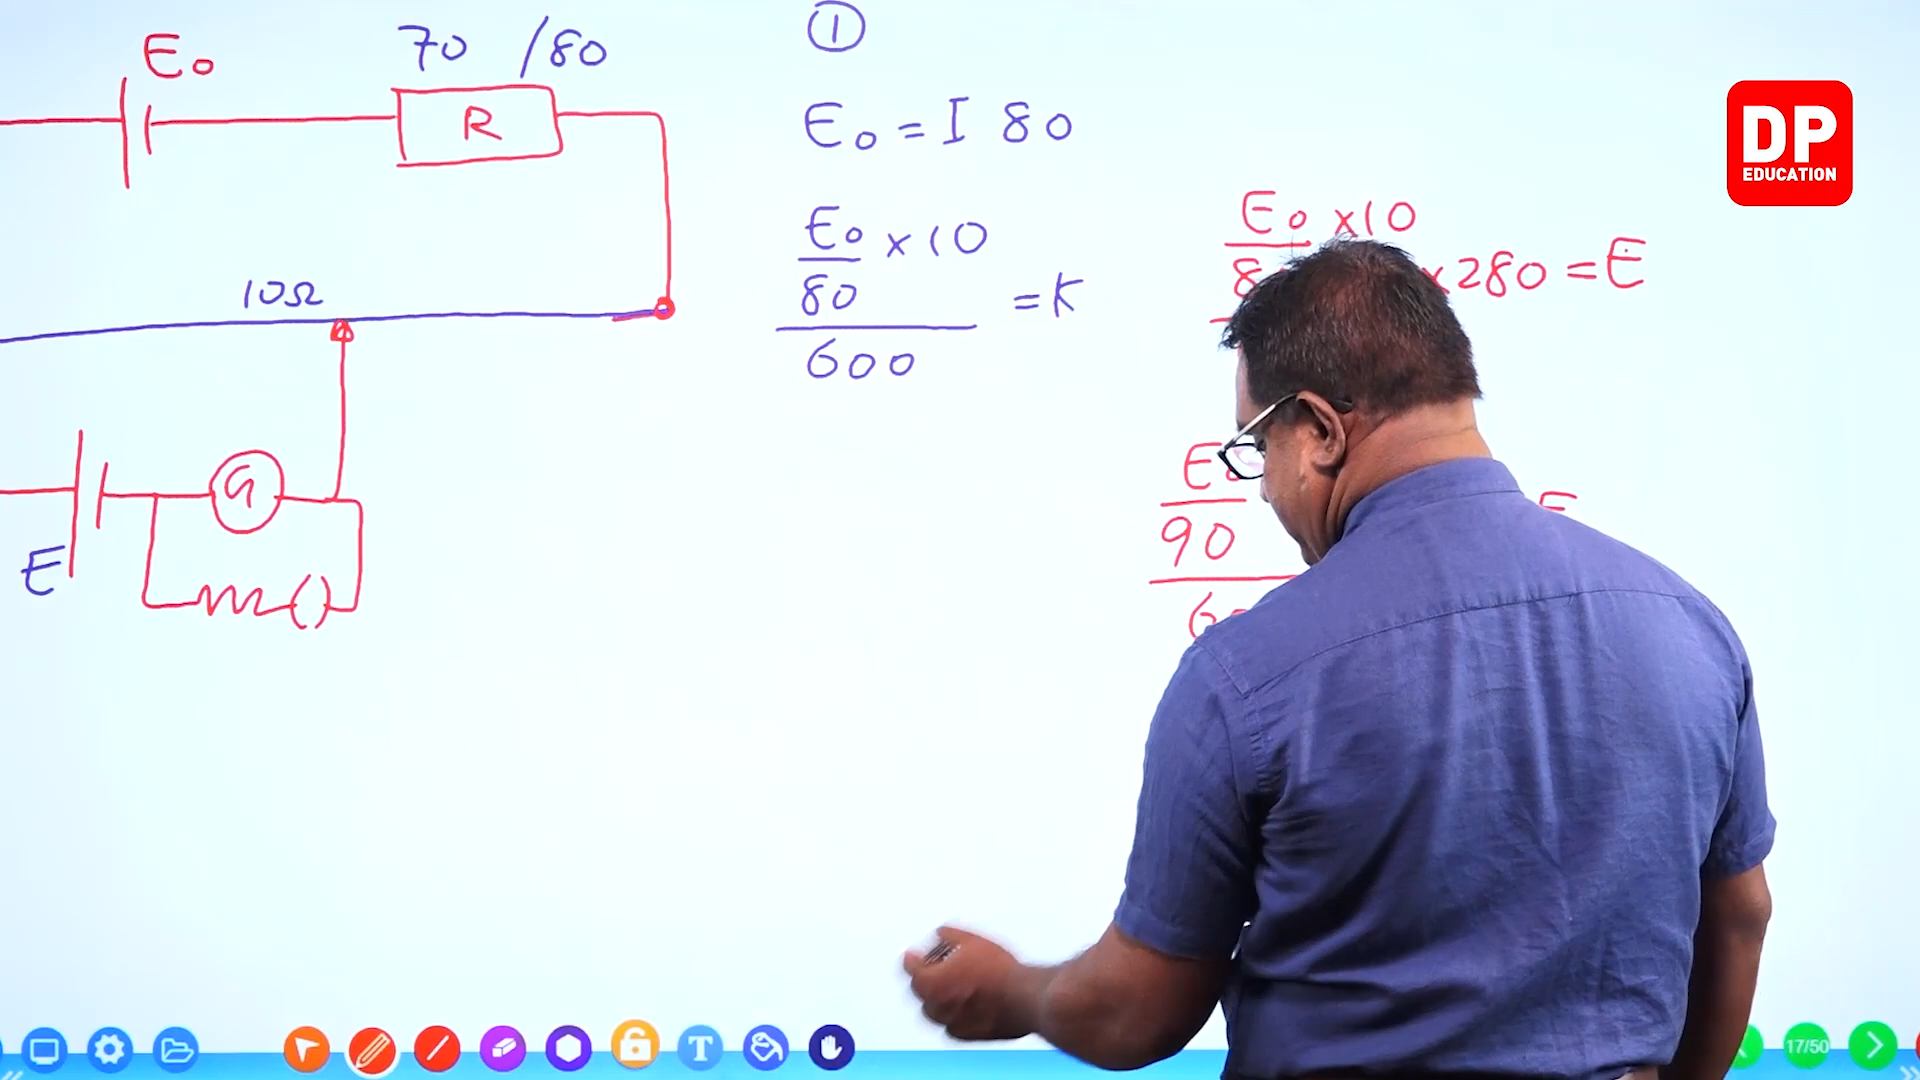 E₀
70 /80
R
10Ω
G
E
①
E₀ = I 80
E₀ × 10
80
= K
600
DP
EDUCATION
E₀ ×10
×280 = E
90
T
17/50